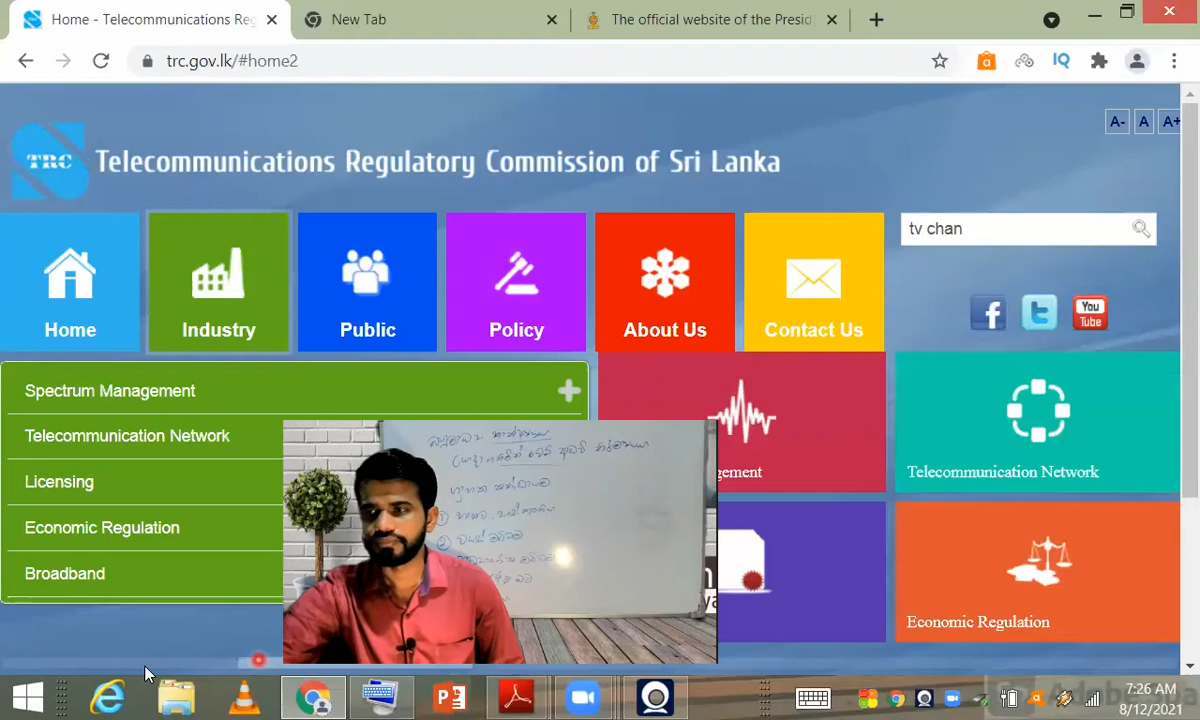 Home - Telecommunications Reg
New Tab
The official website of the Presid
trc.gov.lk/#home2
IQ
A- A A+
TRC
Telecommunications Regulatory Commission of Sri Lanka
Home
Industry
Public
Policy
About Us
Contact Us
tv chan
f
t
You
Tube
Spectrum Management
Telecommunication Network
Licensing
Economic Regulation
Broadband
Telecommunication Network
Economic Regulation
7:26 AM
8/12/2021